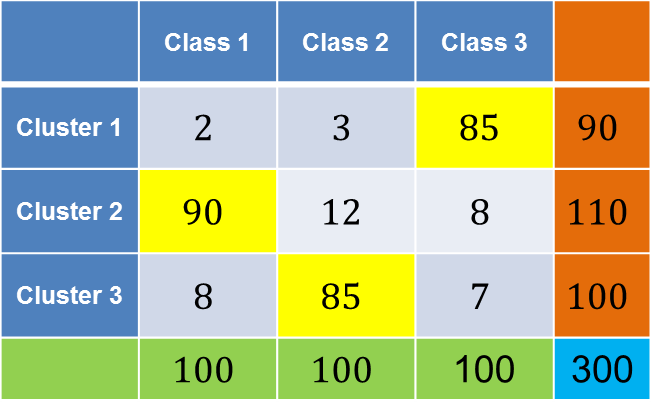 Class 1 Class 2 Class 3
Cluster 1 2 3 85 90
Cluster 2 90 12 8 110
Cluster 3 8 85 7 100
100 100 100 300